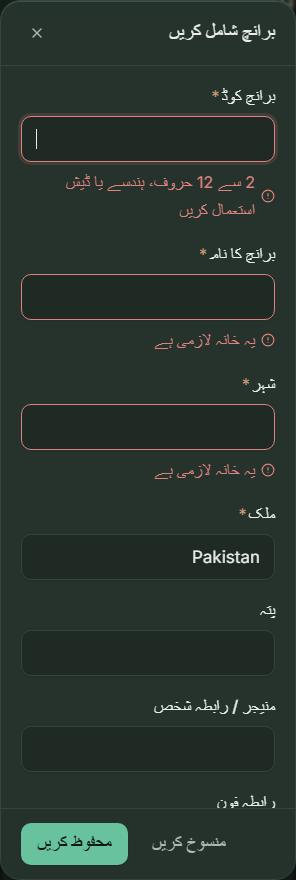 برانچ شامل کریں
برانچ کوڈ *
2 سے 12 حروف، ہندسے یا ڈیش
استعمال کریں
برانچ کا نام *
یہ خانہ لازمی ہے
شہر *
یہ خانہ لازمی ہے
ملک *
Pakistan
پتہ
منیجر / رابطہ شخص
رابطہ فون
منسوخ کریں
محفوظ کریں